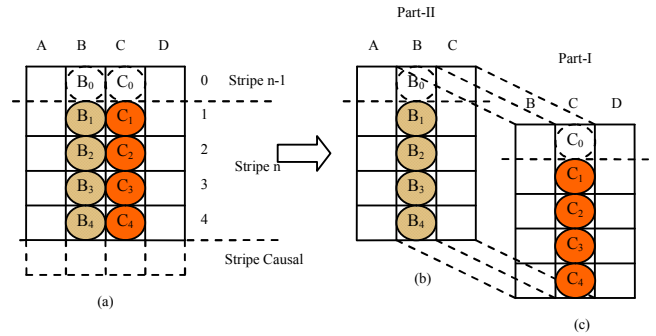 Part-II
A B C D
A B C
Part-I
B₀ C₀ 0 Stripe n-1
B₀
B C D
B₁ C₁ 1
B₁
C₀
B₂ C₂ 2
B₂
C₁
Stripe n
B₃ C₃ 3
B₃
C₂
B₄ C₄ 4
B₄
C₃
Stripe Causal
C₄
(a)
(b)
(c)